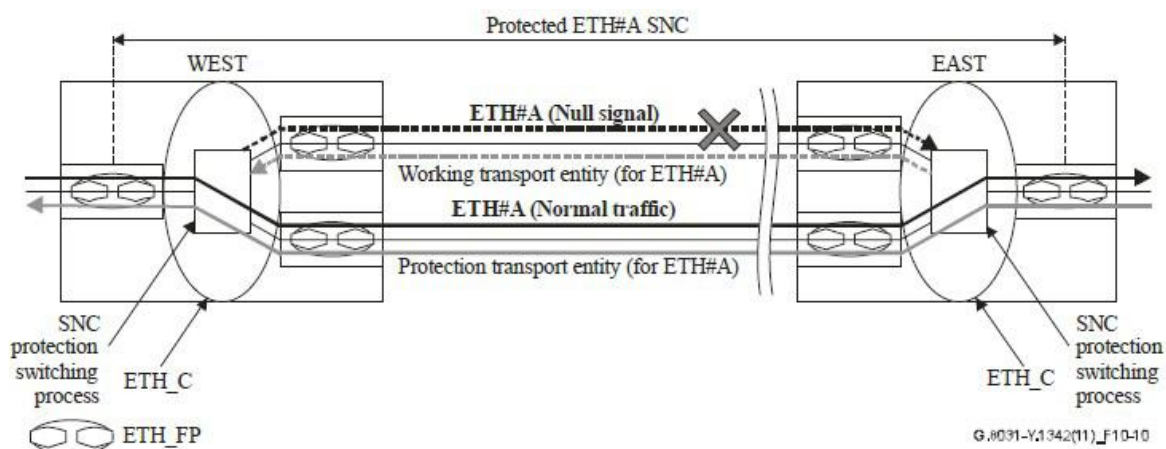 Protected ETH#A SNC
WEST
EAST
ETH#A (Null signal)
Working transport entity (for ETH#A)
ETH#A (Normal traffic)
Protection transport entity (for ETH#A)
SNC
protection
switching
process
ETH_C
ETH_C
SNC
protection
switching
process
ETH_FP
G.8031-Y.1342(11)_F10-10